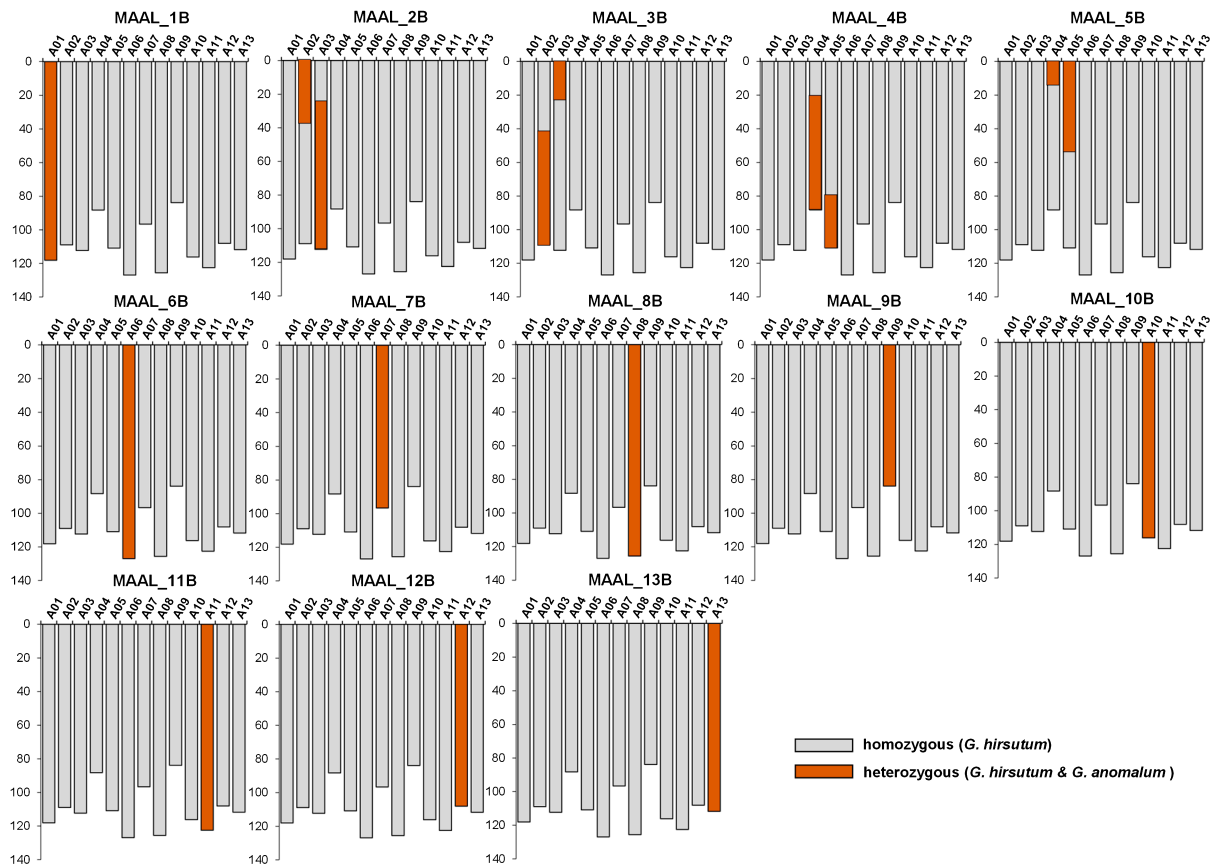 MAAL_1B MAAL_2B MAAL_3B MAAL_4B MAAL_5B
A01 A02 A03 A04 A05 A06 A07 A08 A09 A10 A11 A12 A13
A01 A02 A03 A04 A05 A06 A07 A08 A09 A10 A11 A12 A13
A01 A02 A03 A04 A05 A06 A07 A08 A09 A10 A11 A12 A13
A01 A02 A03 A04 A05 A06 A07 A08 A09 A10 A11 A12 A13
A01 A02 A03 A04 A05 A06 A07 A08 A09 A10 A11 A12 A13
0 0 0 0 0
20 20 20 20 20
40 40 40 40 40
60 60 60 60 60
80 80 80 80 80
100 100 100 100 100
120 120 120 120 120
140 140 140 140 140
MAAL_6B MAAL_7B MAAL_8B MAAL_9B MAAL_10B
A01 A02 A03 A04 A05 A06 A07 A08 A09 A10 A11 A12 A13
A01 A02 A03 A04 A05 A06 A07 A08 A09 A10 A11 A12 A13
A01 A02 A03 A04 A05 A06 A07 A08 A09 A10 A11 A12 A13
A01 A02 A03 A04 A05 A06 A07 A08 A09 A10 A11 A12 A13
A01 A02 A03 A04 A05 A06 A07 A08 A09 A10 A11 A12 A13
0 0 0 0 0
20 20 20 20 20
40 40 40 40 40
60 60 60 60 60
80 80 80 80 80
100 100 100 100 100
120 120 120 120 120
140 140 140 140 140
MAAL_11B MAAL_12B MAAL_13B
A01 A02 A03 A04 A05 A06 A07 A08 A09 A10 A11 A12 A13
A01 A02 A03 A04 A05 A06 A07 A08 A09 A10 A11 A12 A13
A01 A02 A03 A04 A05 A06 A07 A08 A09 A10 A11 A12 A13
0 0 0
20 20 20
40 40 40
60 60 60
80 80 80
100 100 100
120 120 120
140 140 140
homozygous (G. hirsutum)
heterozygous (G. hirsutum & G. anomalum )